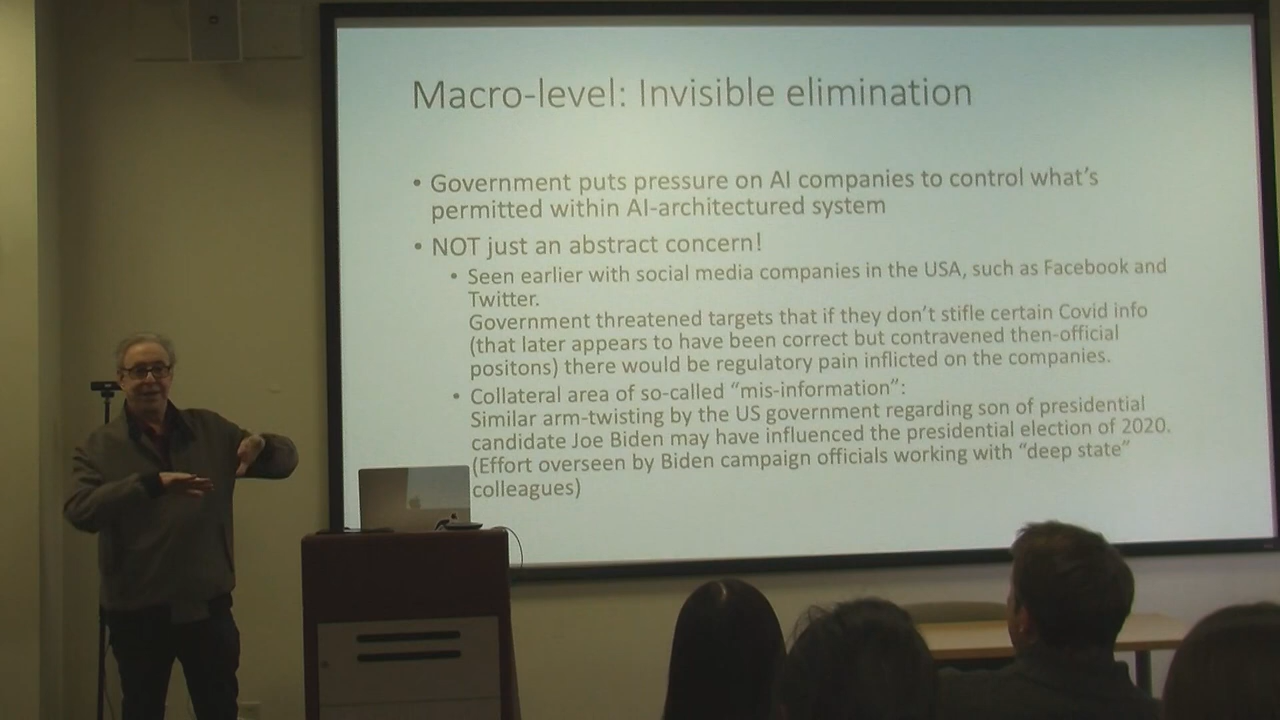 Macro-level: Invisible elimination
• Government puts pressure on AI companies to control what's
permitted within AI-architectured system
• NOT just an abstract concern!
• Seen earlier with social media companies in the USA, such as Facebook and
Twitter.
Government threatened targets that if they don't stifle certain Covid info
(that later appears to have been correct but contravened then-official
positons) there would be regulatory pain inflicted on the companies.
• Collateral area of so-called "mis-information":
Similar arm-twisting by the US government regarding son of presidential
candidate Joe Biden may have influenced the presidential election of 2020.
(Effort overseen by Biden campaign officials working with "deep state"
colleagues)